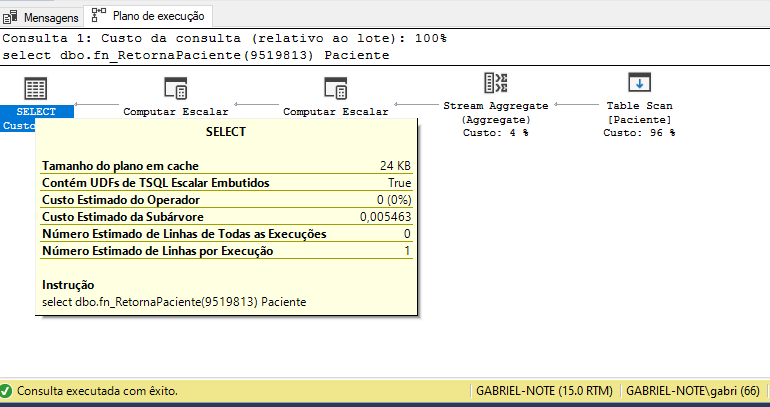 Mensagens Plano de execução
Consulta 1: Custo da consulta (relativo ao lote): 100%
select dbo.fn_RetornaPaciente(9519813) Paciente
SELECT Computar Escalar Computar Escalar Stream Aggregate Table Scan
Custo (Aggregate) [Paciente]
Custo: 4 % Custo: 96 %
SELECT
Tamanho do plano em cache 24 KB
Contém UDFs de TSQL Escalar Embutidos True
Custo Estimado do Operador 0 (0%)
Custo Estimado da Subárvore 0,005463
Número Estimado de Linhas de Todas as Execuções 0
Número Estimado de Linhas por Execução 1
Instrução
select dbo.fn_RetornaPaciente(9519813) Paciente
Consulta executada com êxito. GABRIEL-NOTE (15.0 RTM) GABRIEL-NOTE\gabri (66)